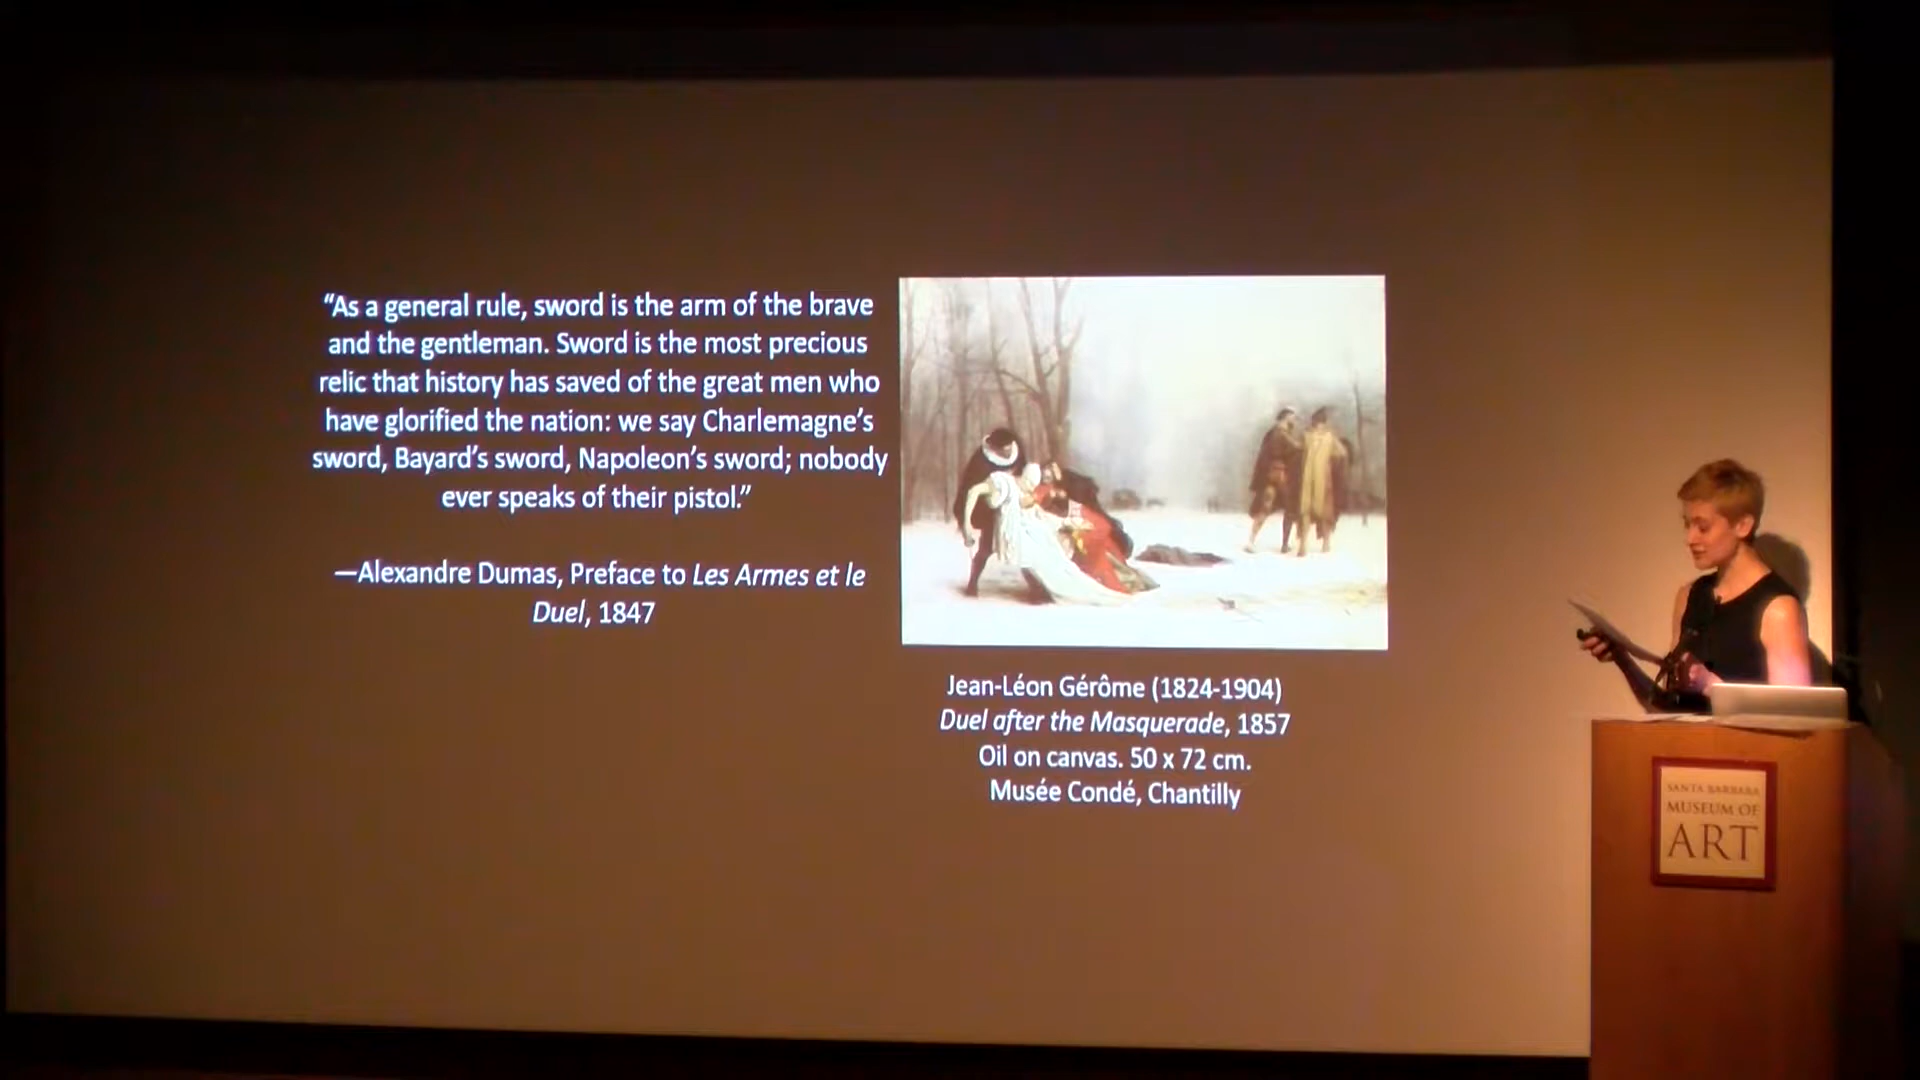 “As a general rule, sword is the arm of the brave
and the gentleman. Sword is the most precious
relic that history has saved of the great men who
have glorified the nation: we say Charlemagne’s
sword, Bayard’s sword, Napoleon’s sword; nobody
ever speaks of their pistol.”
—Alexandre Dumas, Preface to Les Armes et le
Duel, 1847
Jean-Léon Gérôme (1824-1904)
Duel after the Masquerade, 1857
Oil on canvas. 50 x 72 cm.
Musée Condé, Chantilly
SANTA BARBARA
MUSEUM OF
ART